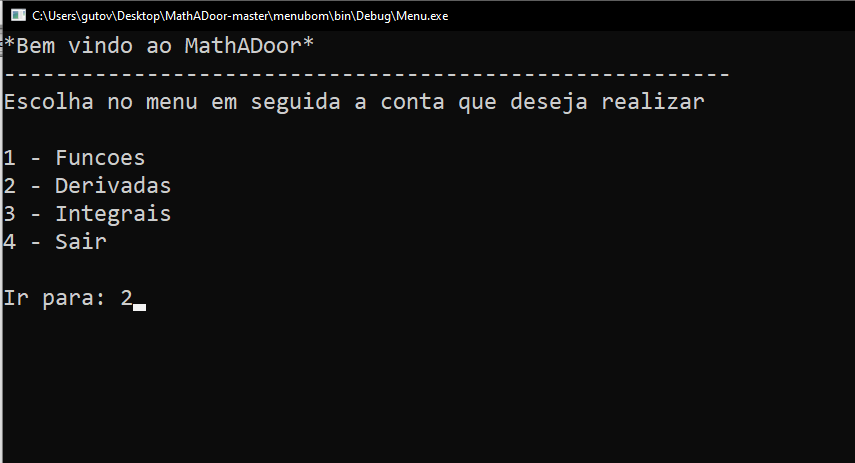 C:\Users\gutov\Desktop\MathADoor-master\menubom\bin\Debug\Menu.exe
*Bem vindo ao MathADoor*
--------------------------------------------------------
Escolha no menu em seguida a conta que deseja realizar
1 - Funcoes
2 - Derivadas
3 - Integrais
4 - Sair
Ir para: 2